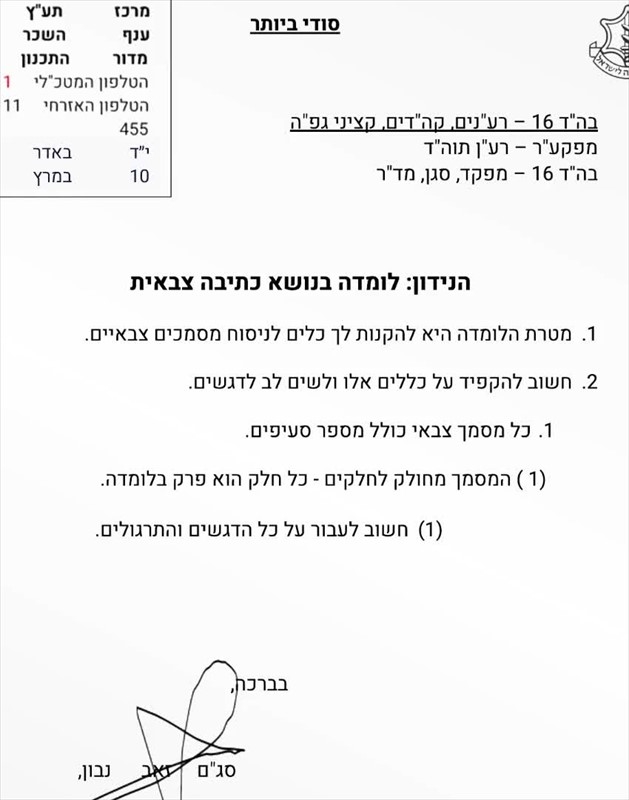 סודי ביותר
מרכז תע"ץ
ענף השכר
מדור התכנון
הטלפון המטכ"לי 1
הטלפון האזרחי 11
455
י"ד באדר
10 במרץ
בה"ד 16 – רע"נים, קה"דים, קציני גפ"ה
מפקע"ר – רע"ן תוה"ד
בה"ד 16 – מפקד, סגן, מד"ר
הנידון: לומדה בנושא כתיבה צבאית
1. מטרת הלומדה היא להקנות לך כלים לניסוח מסמכים צבאיים.
2. חשוב להקפיד על כללים אלו ולשים לב לדגשים.
1. כל מסמך צבאי כולל מספר סעיפים.
(1 ) המסמך מחולק לחלקים - כל חלק הוא פרק בלומדה.
(1) חשוב לעבור על כל הדגשים והתרגולים.
בברכה,
סג"ם זאב נבון,